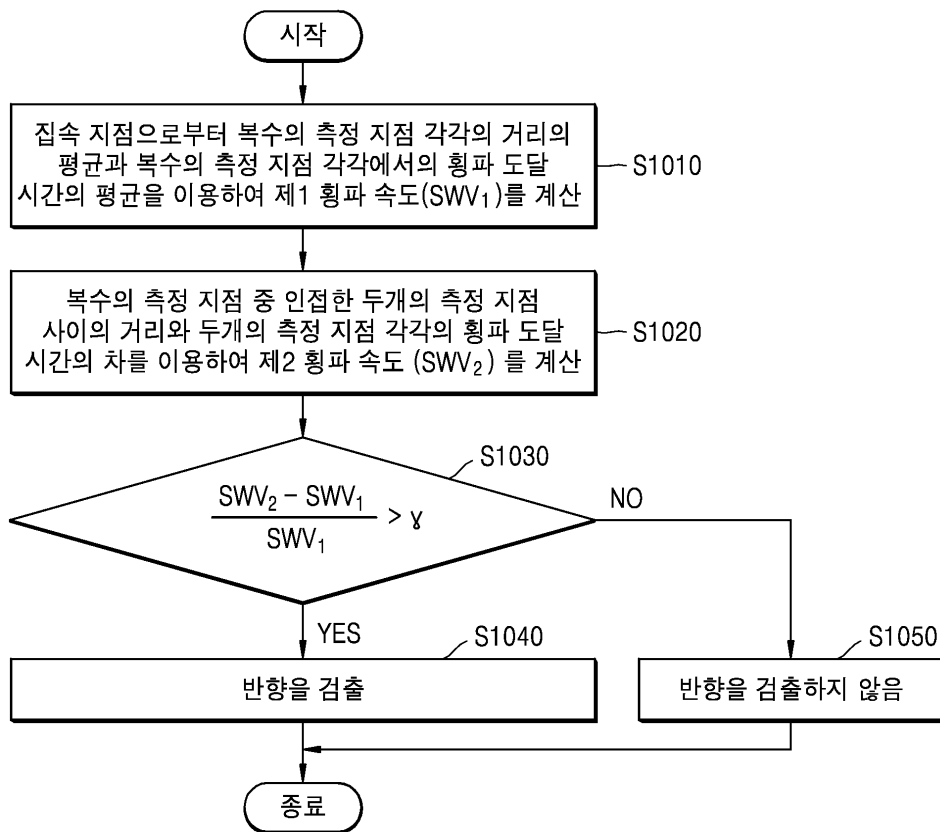 시작
집속 지점으로부터 복수의 측정 지점 각각의 거리의
평균과 복수의 측정 지점 각각에서의 횡파 도달
시간의 평균을 이용하여 제1 횡파 속도(SWV₁)를 계산
S1010
복수의 측정 지점 중 인접한 두개의 측정 지점
사이의 거리와 두개의 측정 지점 각각의 횡파 도달
시간의 차를 이용하여 제2 횡파 속도 (SWV₂) 를 계산
S1020
S1030
SWV₂ – SWV₁
SWV₁
> ɣ
NO
YES
S1040
반향을 검출
S1050
반향을 검출하지 않음
종료